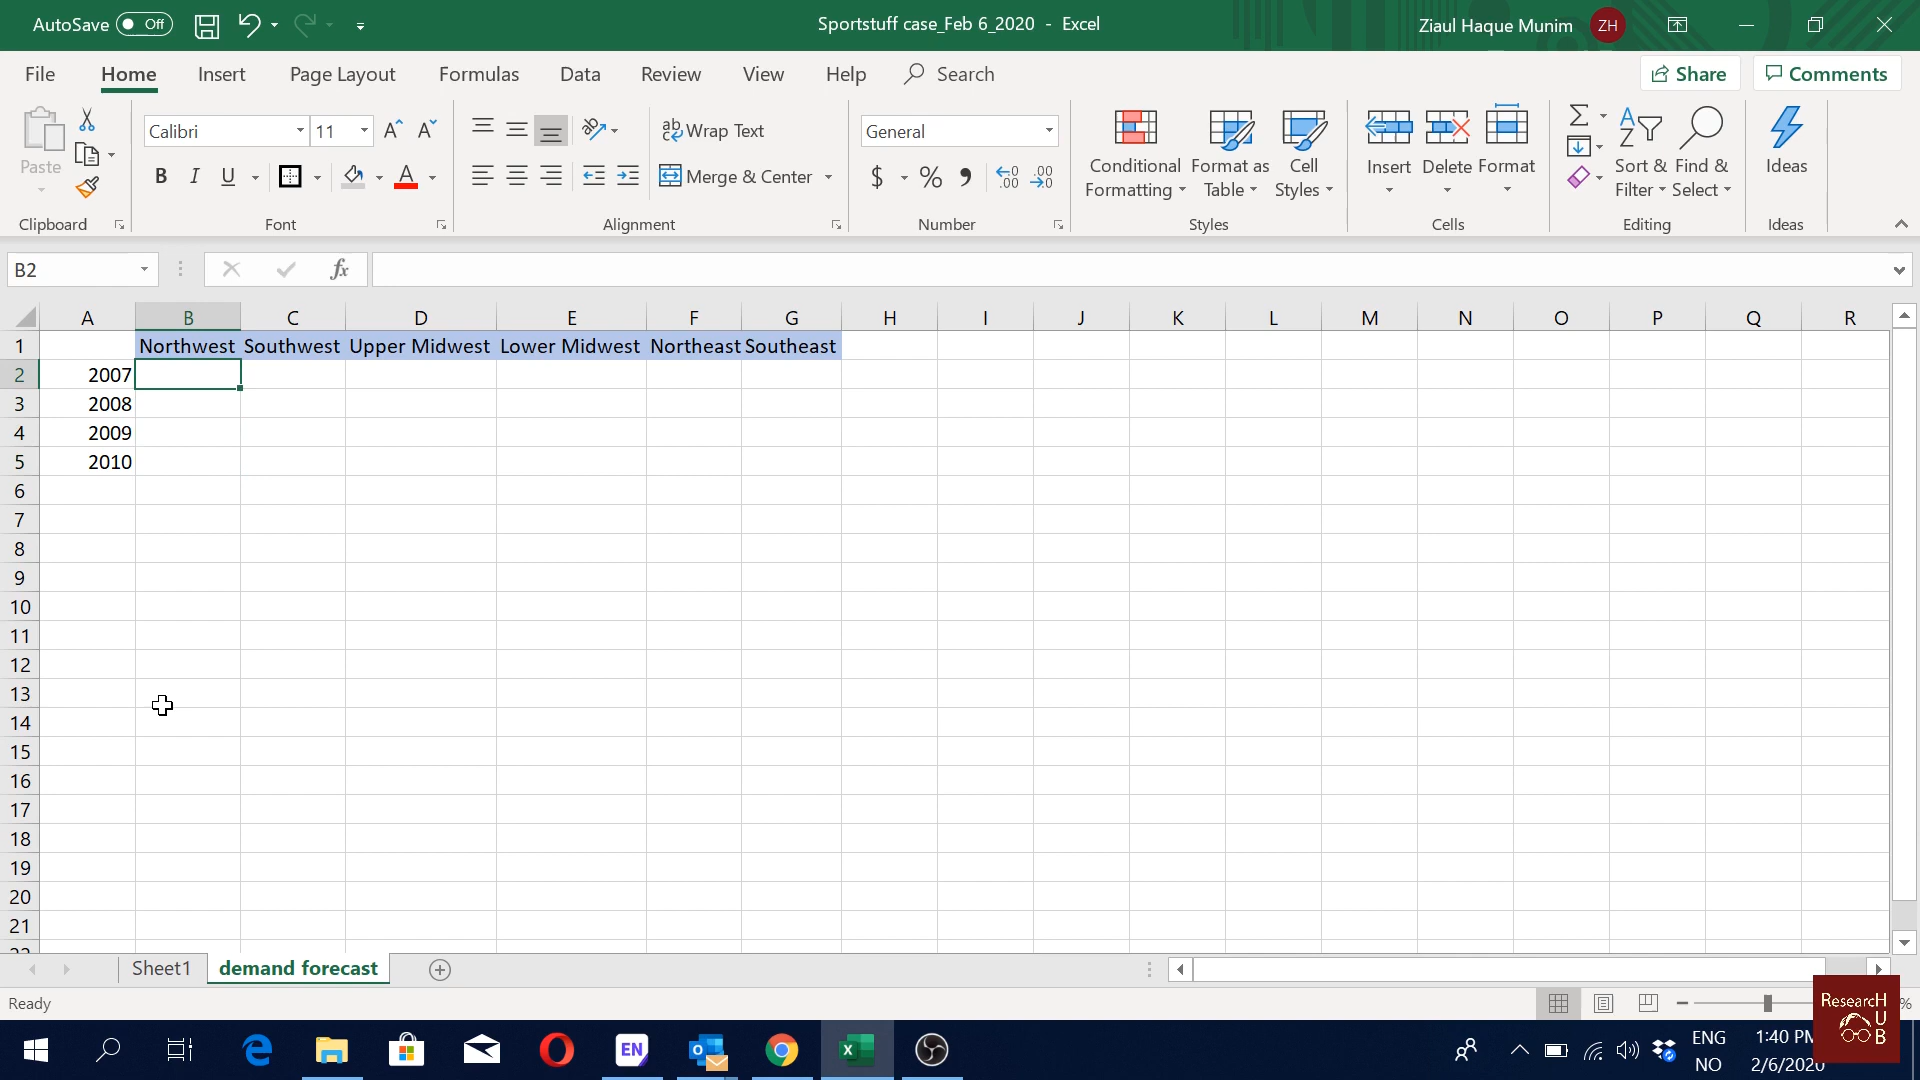 AutoSave Off
Sportstuff case_Feb 6_2020 - Excel
Ziaul Haque Munim ZH
File Home Insert Page Layout Formulas Data Review View Help Search
Share Comments
Paste
Calibri 11
Wrap Text
General
B I U A
Merge & Center
$ % 9
Conditional Formatting
Format as Table
Cell Styles
Insert Delete Format
Sort & Filter
Find & Select
Ideas
Clipboard Font Alignment Number Styles Cells Editing Ideas
B2 fx
A B C D E F G H I J K L M N O P Q R
1 Northwest Southwest Upper Midwest Lower Midwest Northeast Southeast
2 2007
3 2008
4 2009
5 2010
6
7
8
9
10
11
12
13
14
15
16
17
18
19
20
21
Sheet1 demand forecast
Ready
%
ResearcH
U
B
EN
ENG
NO
1:40 PM
2/6/2020